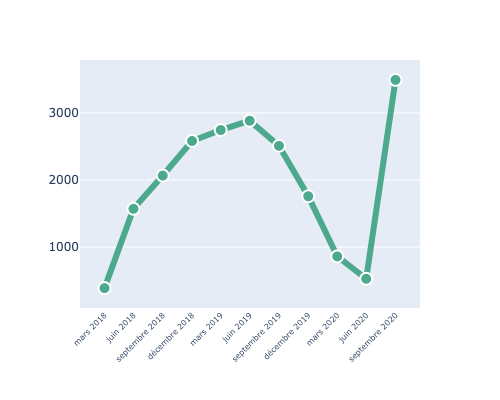 3000
2000
1000
mars 2018
juin 2018
septembre 2018
décembre 2018
mars 2019
juin 2019
septembre 2019
décembre 2019
mars 2020
juin 2020
septembre 2020